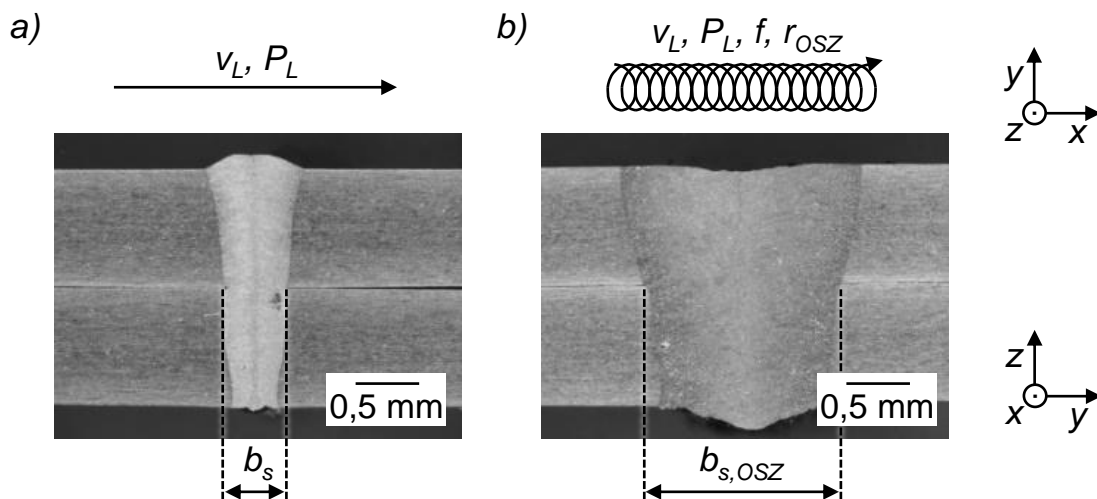 a)
v_L, P_L
b)
v_L, P_L, f, r_OSZ
y
z
x
0,5 mm
0,5 mm
z
x
y
b_s
b_s,OSZ